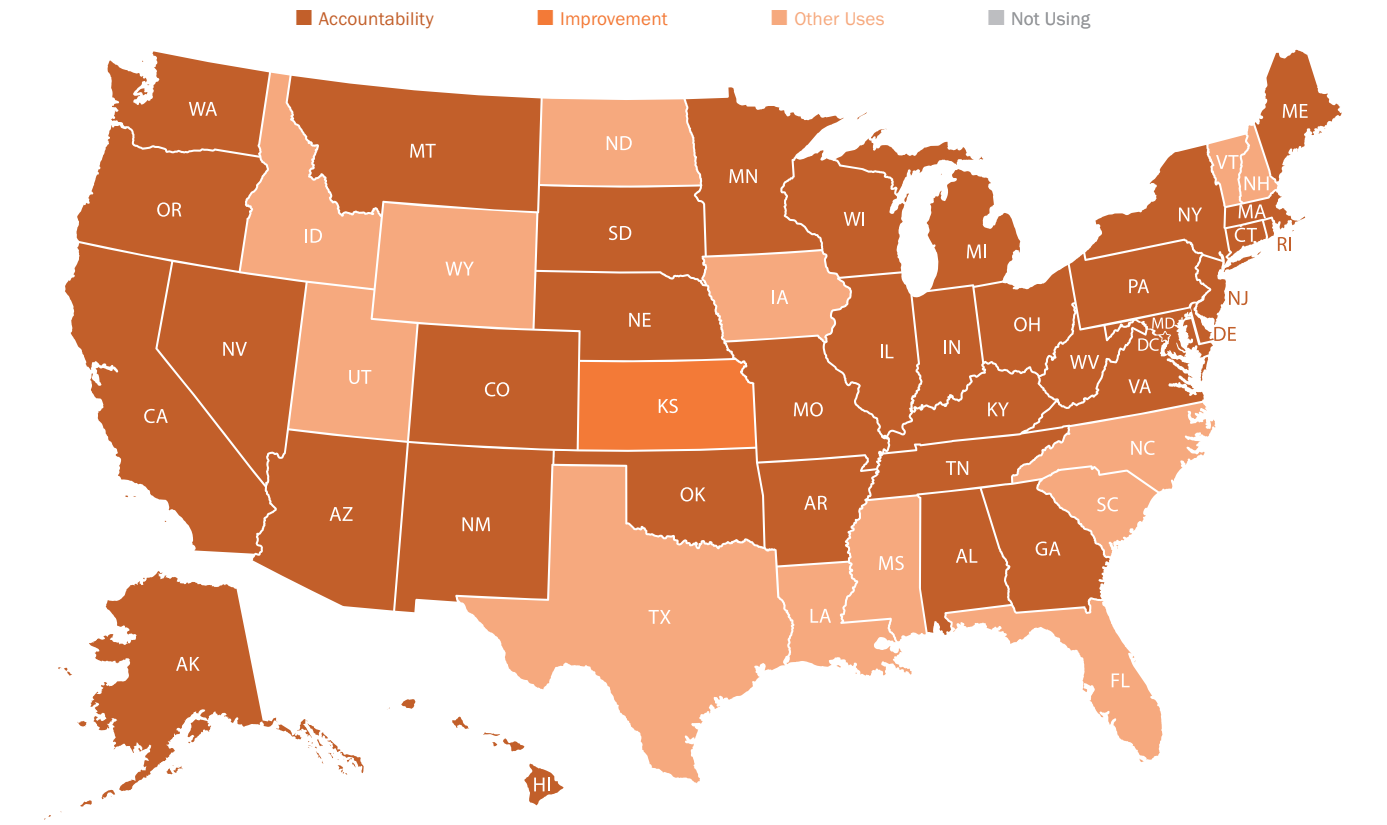 Accountability
Improvement
Other Uses
Not Using
WA
MT
ND
MN
ME
OR
ID
WY
SD
WI
MI
NY
VT
NH
MA
CT
RI
NV
UT
CO
NE
IA
IL
IN
OH
PA
NJ
MD
DE
DC
CA
KS
MO
KY
WV
VA
AZ
NM
OK
AR
TN
NC
SC
TX
LA
MS
AL
GA
FL
AK
HI